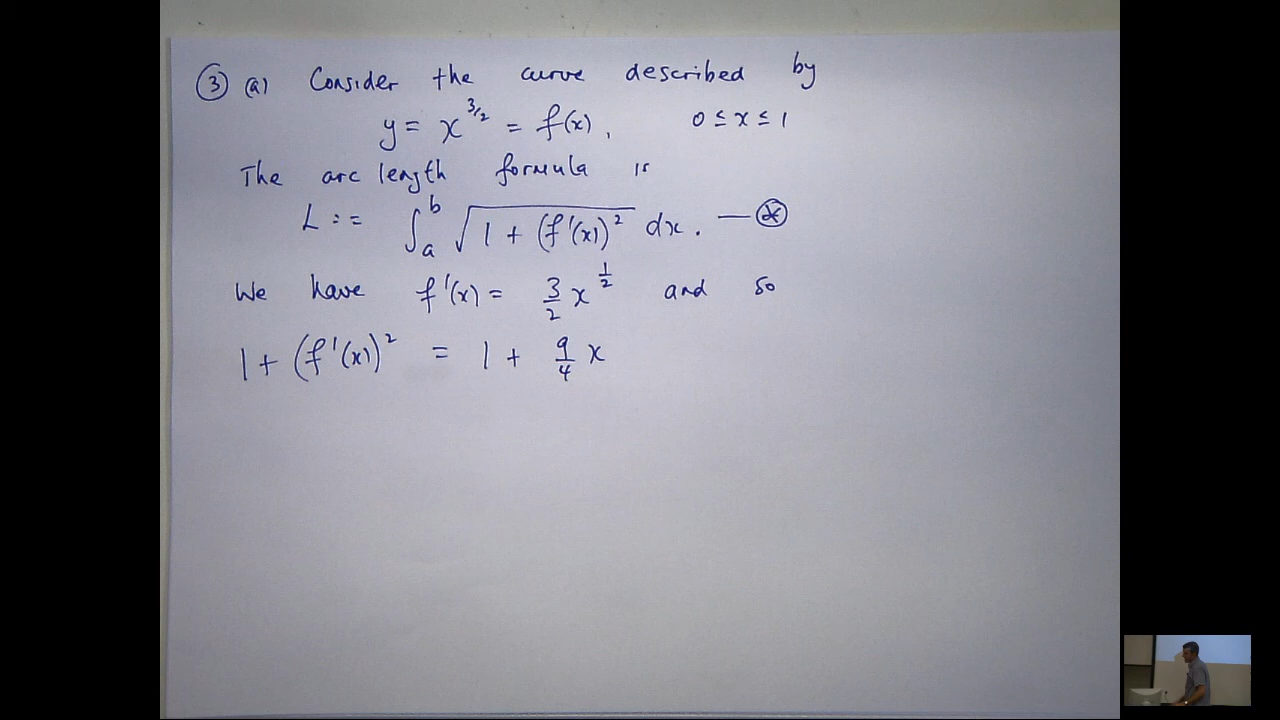 ③ (a) Consider the curve described by
y = x^{3/2} = f(x), 0 ≤ x ≤ 1
The arc length formula is
L := ∫_a^b √(1 + (f'(x))²) dx. — ⊛
We have f'(x) = 3/2 x^{1/2} and so
1 + (f'(x))² = 1 + 9/4 x